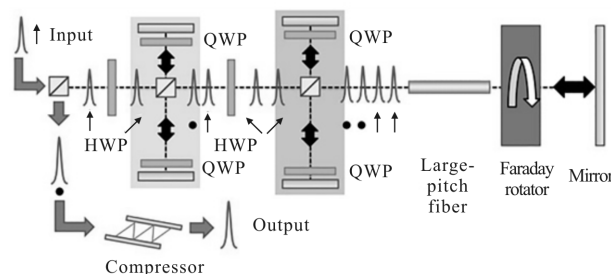 Input
QWP
QWP
HWP
HWP
QWP
QWP
Large-
pitch
fiber
Faraday
rotator
Mirror
Output
Compressor